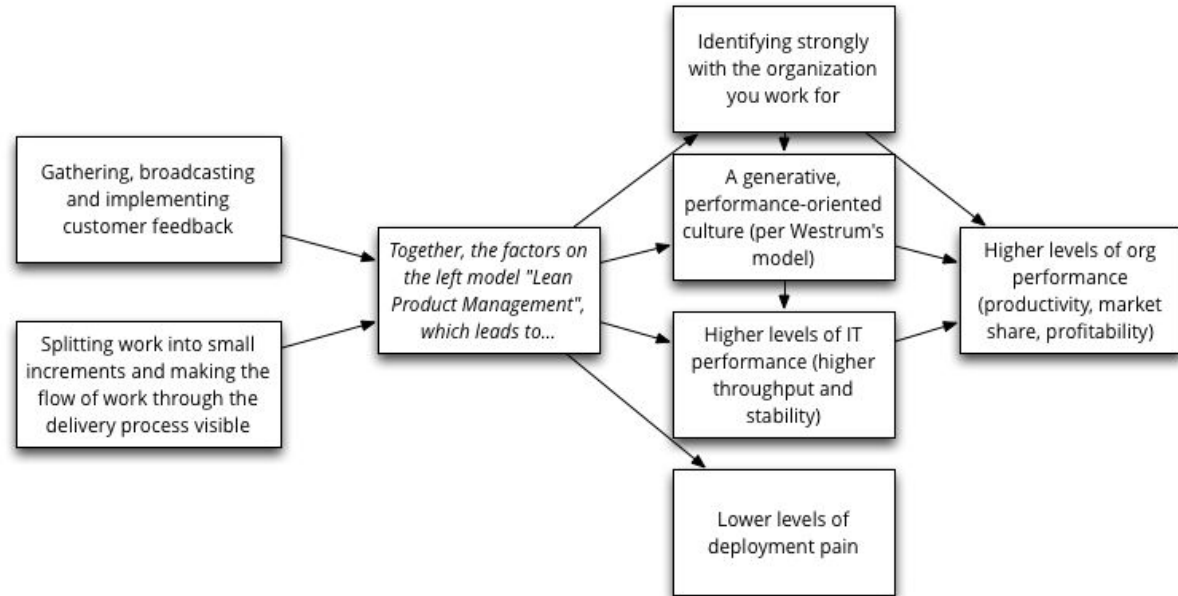 Identifying strongly
with the organization
you work for
Gathering, broadcasting
and implementing
customer feedback
A generative,
performance-oriented
culture (per Westrum's
model)
Together, the factors on
the left model "Lean
Product Management",
which leads to...
Higher levels of org
performance
(productivity, market
share, profitability)
Splitting work into small
increments and making the
flow of work through the
delivery process visible
Higher levels of IT
performance (higher
throughput and
stability)
Lower levels of
deployment pain